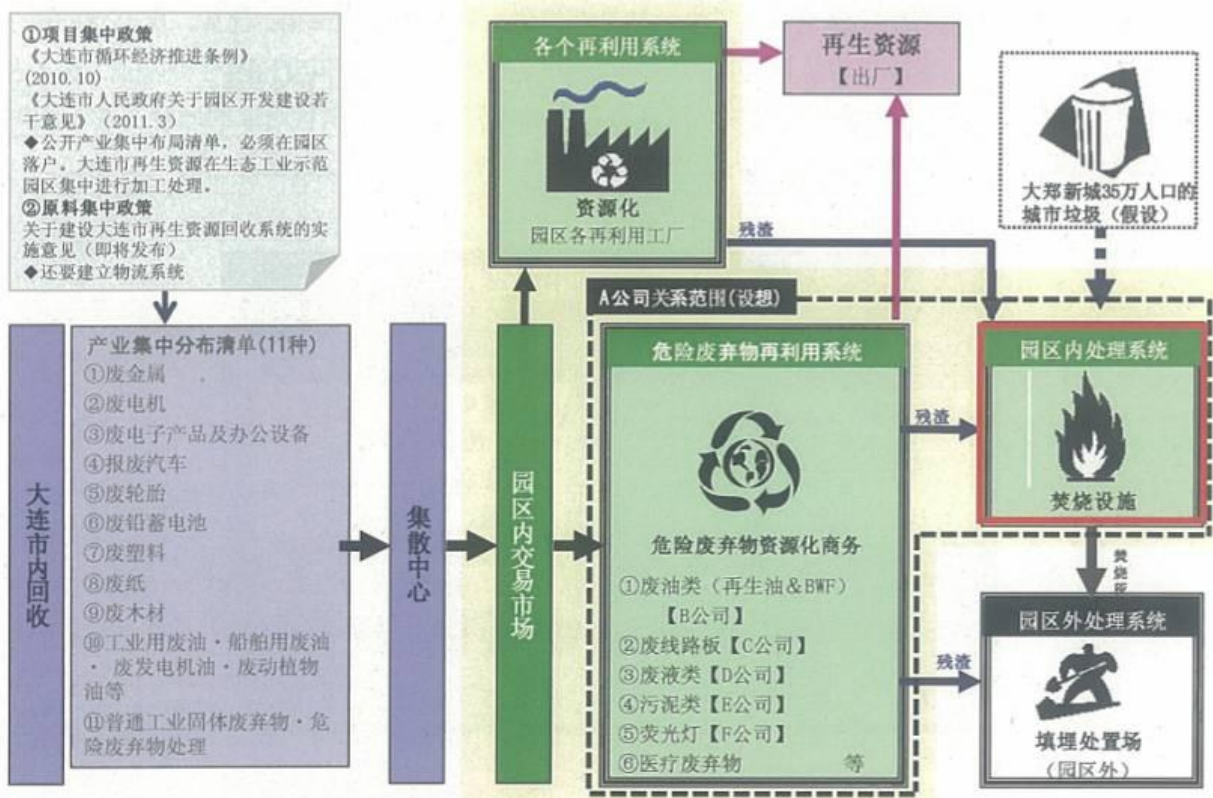 ①项目集中政策
《大连市循环经济推进条例》
(2010.10)
《大连市人民政府关于园区开发建设若
干意见》（2011.3）
◆公开产业集中布局清单，必须在园区
落户。大连市再生资源在生态工业示范
园区集中进行加工处理。
②原料集中政策
关于建设大连市再生资源回收系统的实
施意见（即将发布）
◆还要建立物流系统
大连市内回收
产业集中分布清单(11种)
①废金属
②废电机
③废电子产品及办公设备
④报废汽车
⑤废轮胎
⑥废铅蓄电池
⑦废塑料
⑧废纸
⑨废木材
⑩工业用废油·船舶用废油
· 废发电机油·废动植物
油等
⑪普通工业固体废弃物·危
险废弃物处理
集散中心
园区内交易市场
各个再利用系统
资源化
园区各再利用工厂
再生资源
【出厂】
大郑新城35万人口的
城市垃圾（假设）
残渣
A公司关系范围(设想)
危险废弃物再利用系统
危险废弃物资源化商务
①废油类（再生油＆BWF）
【B公司】
②废线路板【C公司】
③废液类【D公司】
④污泥类【E公司】
⑤荧光灯【F公司】
⑥医疗废弃物 等
残渣
园区内处理系统
焚烧设施
焚烧灰
残渣
园区外处理系统
填埋处置场
（园区外）